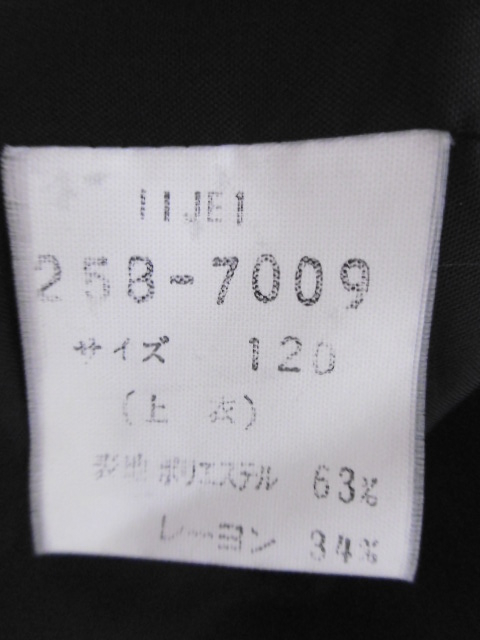 11JE1
258-7009
サイズ 120
(上 衣)
表地 ポリエステル 63%
レーヨン 34%